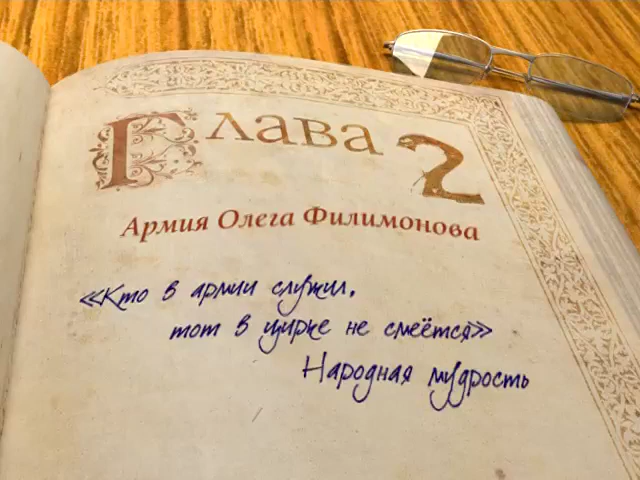 Глава 2
Армия Олега Филимонова
«Кто в армии служил,
тот в цирке не смеётся»
Народная мудрость